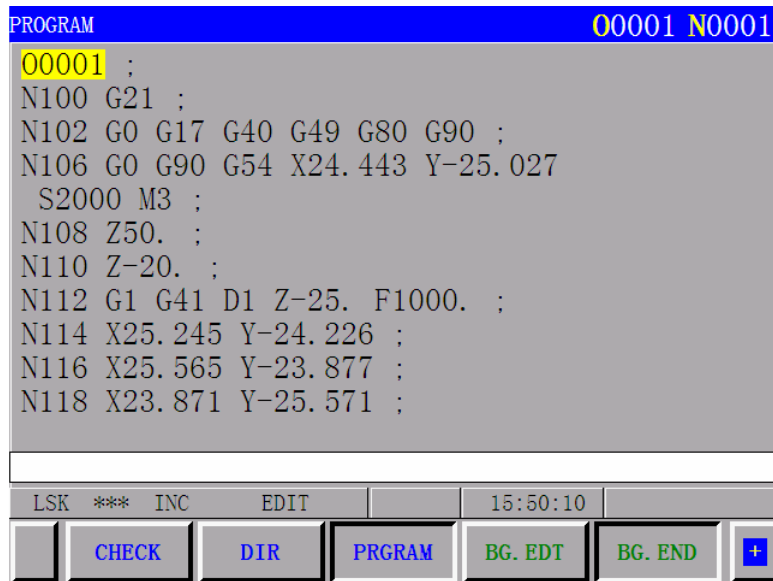 PROGRAM O0001 N0001
O0001 ;
N100 G21 ;
N102 G0 G17 G40 G49 G80 G90 ;
N106 G0 G90 G54 X24.443 Y-25.027
S2000 M3 ;
N108 Z50. ;
N110 Z-20. ;
N112 G1 G41 D1 Z-25. F1000. ;
N114 X25.245 Y-24.226 ;
N116 X25.565 Y-23.877 ;
N118 X23.871 Y-25.571 ;
LSK *** INC EDIT 15:50:10
CHECK DIR PRGRAM BG.EDT BG.END +